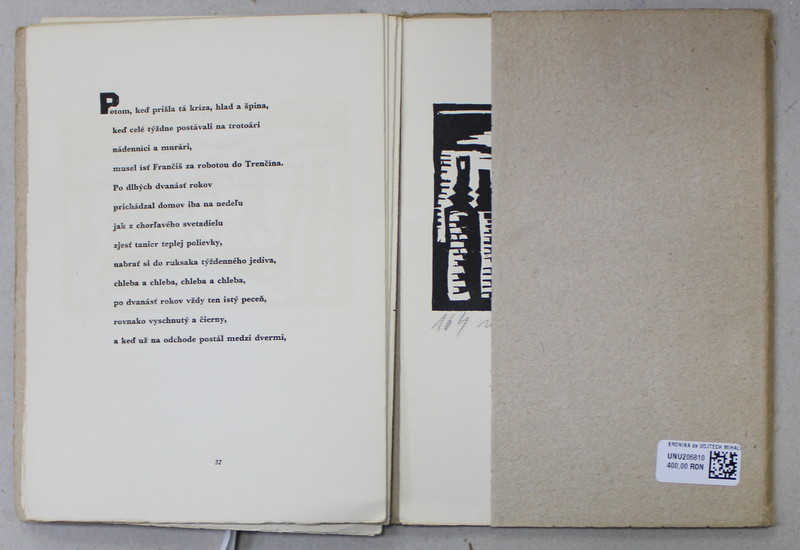 Potom, keď prišla tá kríza, hlad a špina,
keď celé týždne postávali na trotoári
nádenníci a murári,
musel ísť Frančiš za robotou do Trenčína.
Po dlhých dvanásť rokov
prichádzal domov iba na nedeľu
jak z chorľavého svetadielu
zjesť tanier teplej polievky,
nabrať si do ruksaka týždenného jediva,
chleba a chleba, chleba a chleba,
po dvanásť rokov vždy ten istý peceň,
rovnako vyschnutý a čierny,
a keď už na odchode postál medzi dvermi,
32
KRONIKA de VOJTECH MIHAL
UNU206810
400,00 RON